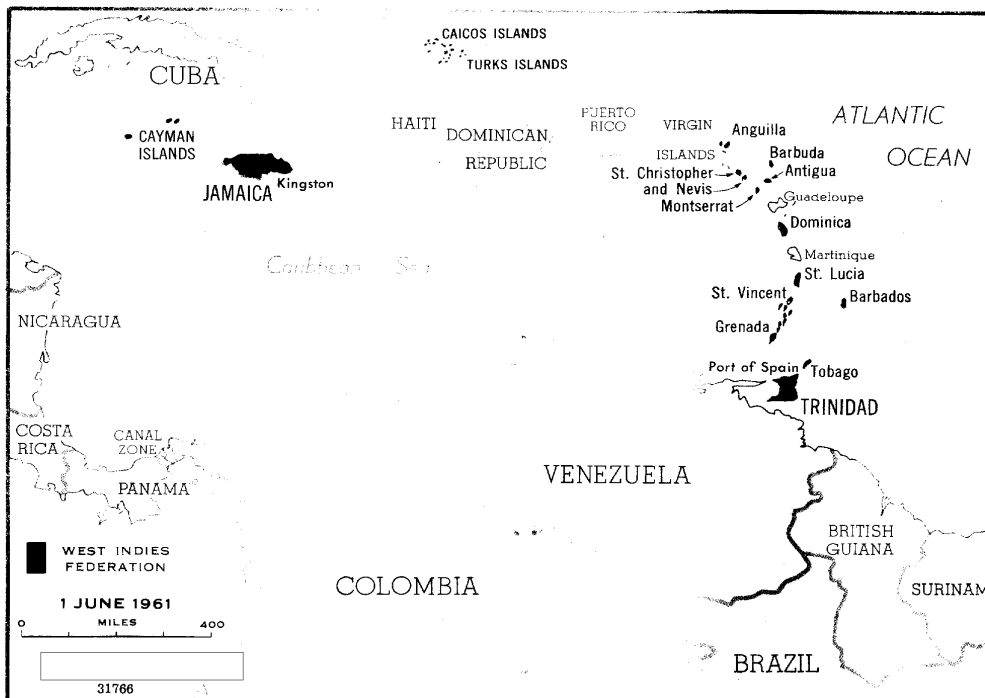 CAICOS ISLANDS
TURKS ISLANDS
CUBA
CAYMAN
ISLANDS
JAMAICA
Kingston
HAITI
DOMINICAN
REPUBLIC
PUERTO
RICO
VIRGIN
ISLANDS
Anguilla
ATLANTIC
OCEAN
Barbuda
Antigua
St. Christopher
and Nevis
Montserrat
Guadeloupe
Dominica
Martinique
Caribbean Sea
St. Lucia
St. Vincent
Barbados
Grenada
NICARAGUA
Port of Spain
Tobago
TRINIDAD
COSTA
RICA
CANAL
ZONE
PANAMA
VENEZUELA
BRITISH
GUIANA
SURINAM
COLOMBIA
BRAZIL
WEST INDIES
FEDERATION
1 JUNE 1961
0 MILES 400
31766